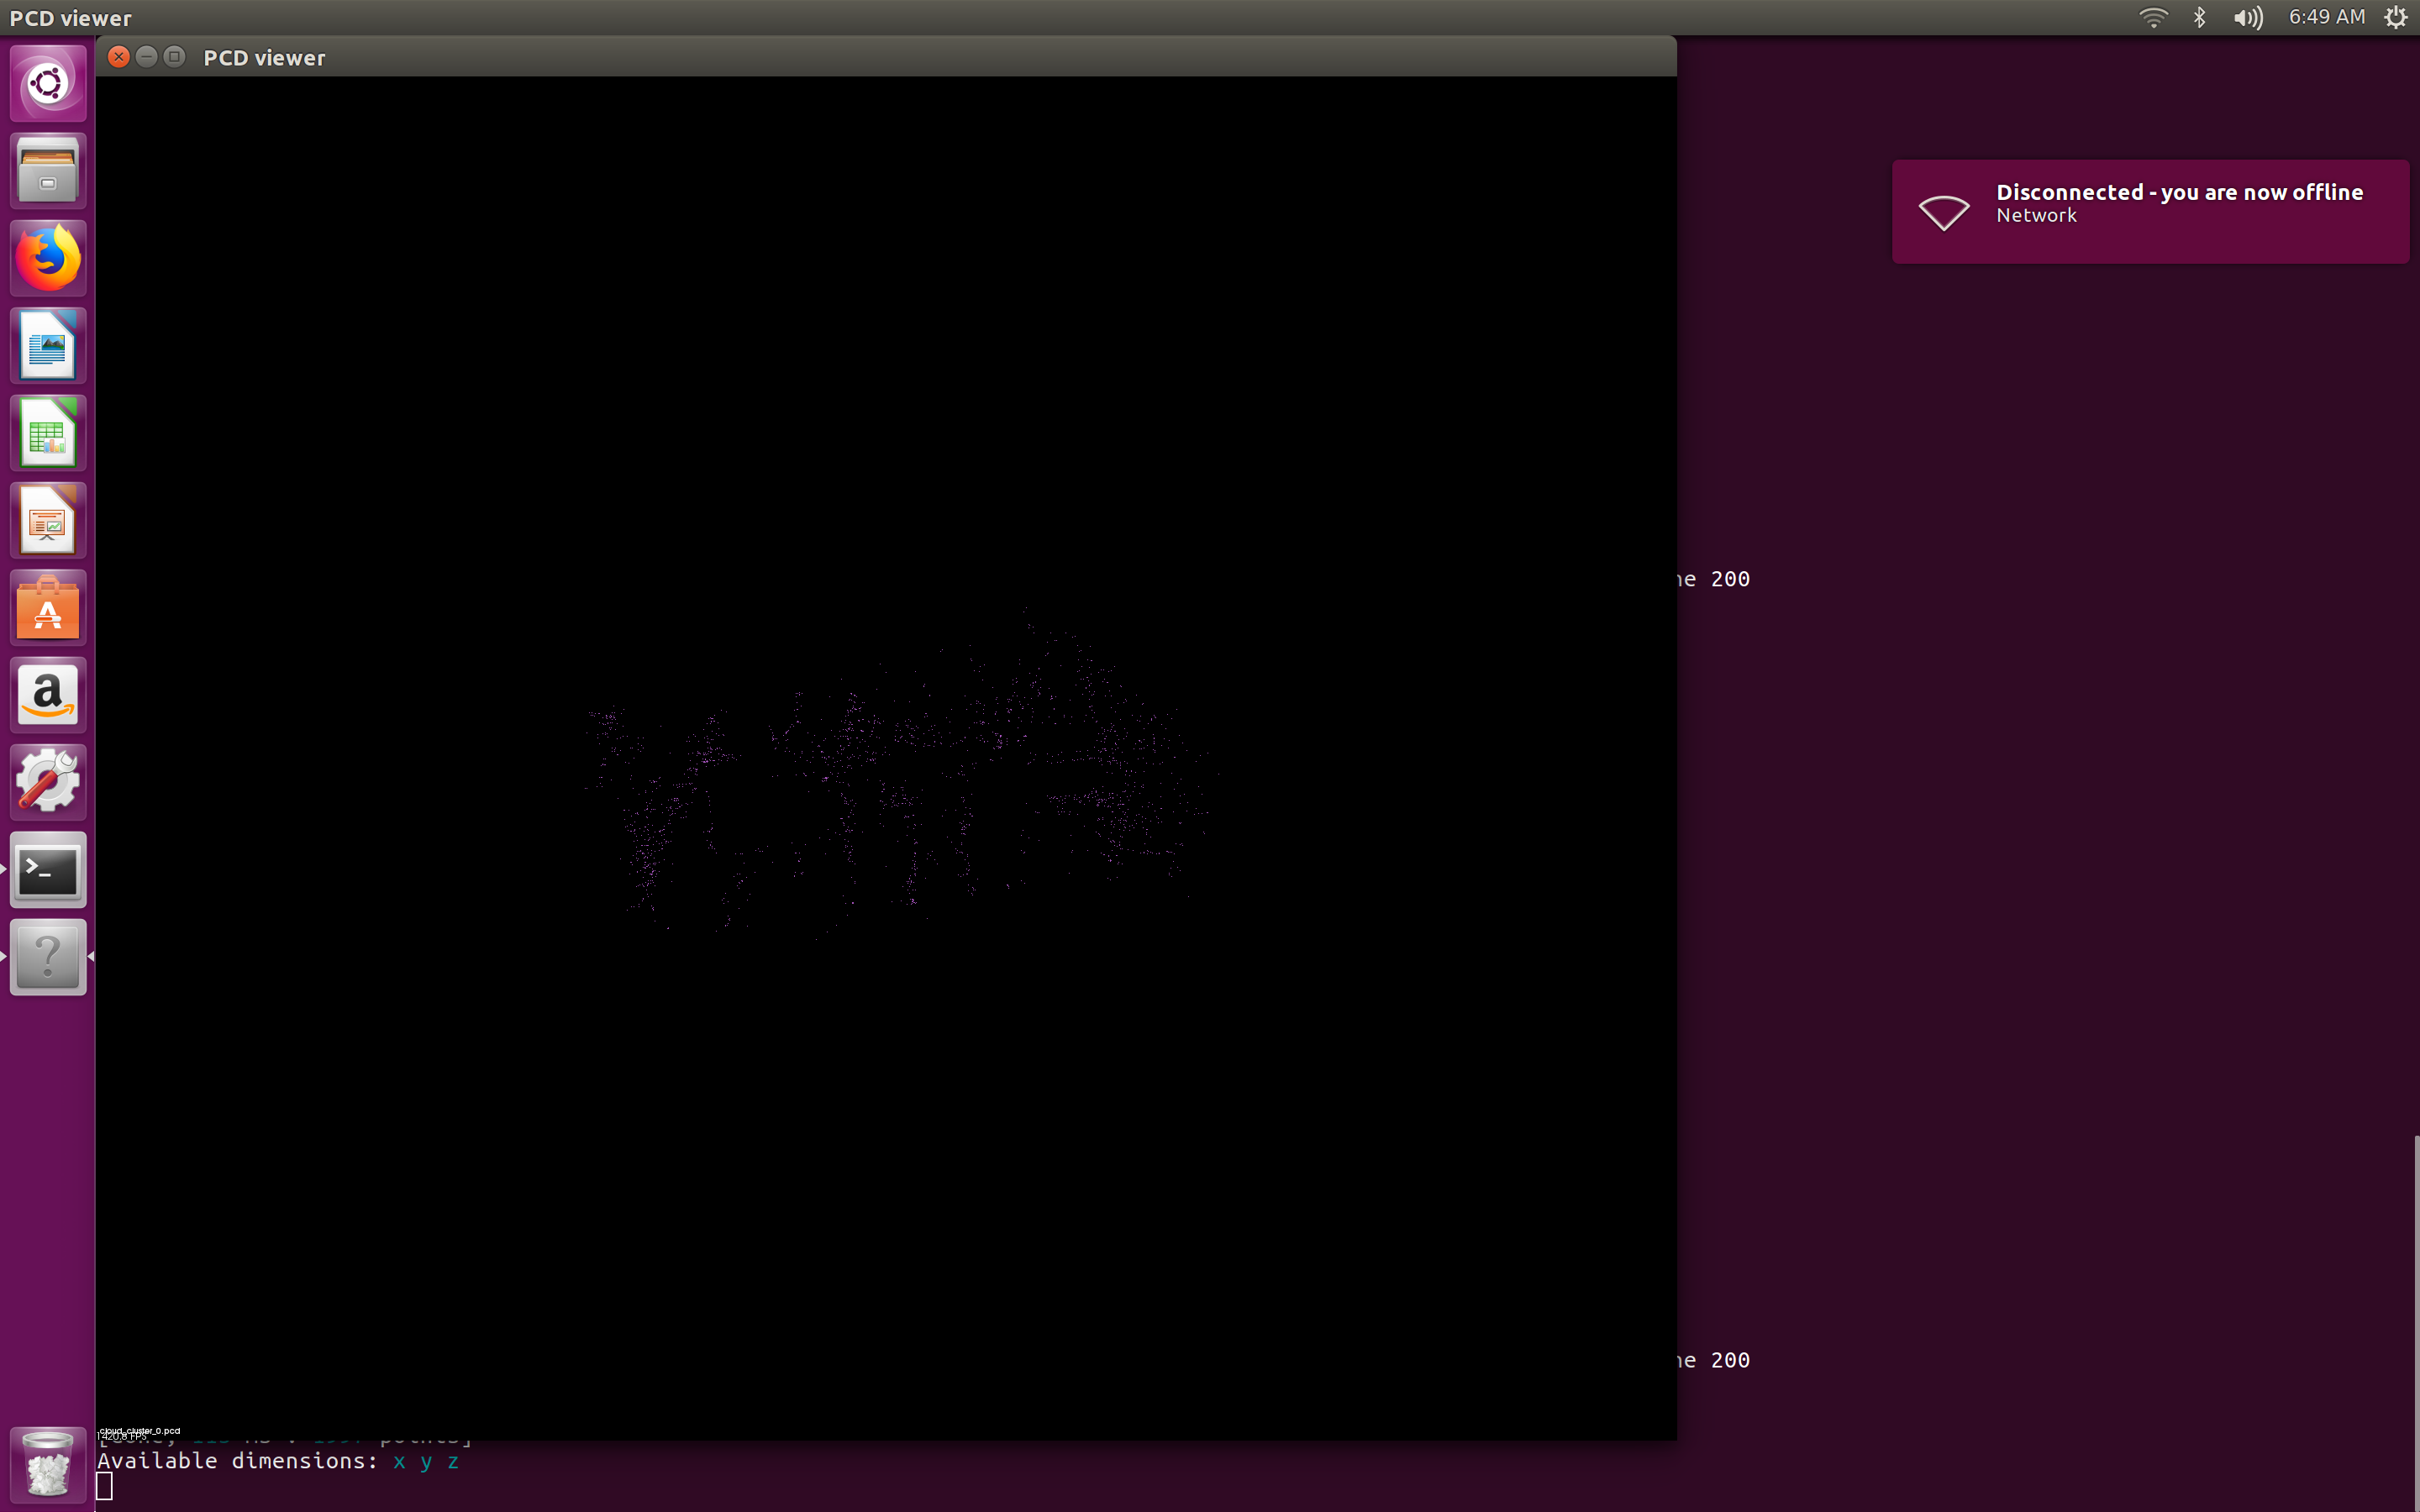 PCD viewer
6:49 AM
PCD viewer
Disconnected - you are now offline
Network
ne 200
ne 200
cloud_cluster_0.pcd
1420.8 FPS
points]
Available dimensions: x y z